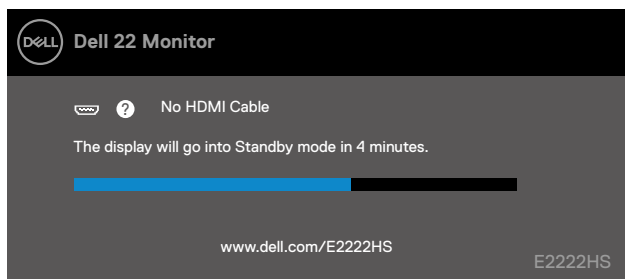 DELL
Dell 22 Monitor
? No HDMI Cable
The display will go into Standby mode in 4 minutes.
www.dell.com/E2222HS
E2222HS